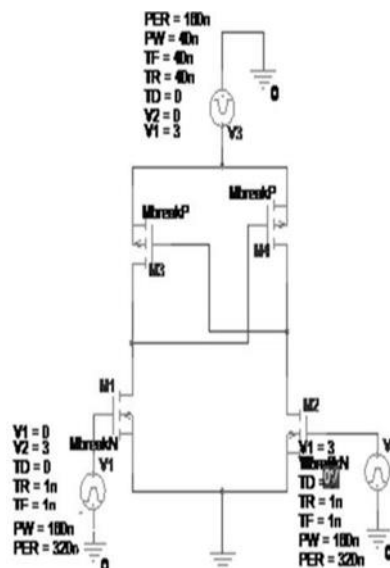 PER = 160n
PW = 40n
TF = 40n
TR = 40n
TD = 0
V2 = 0
V1 = 3
0
V3
MbreakP
MbreakP
M3
M4
M1
M2
MbreakN
V1
V1 = 0
V2 = 3
TD = 0
TR = 1n
TF = 1n
PW = 160n
PER = 320n
0
V1 = 3
MbreakN
TD =
TR = 1n
TF = 1n
PW = 160n
PER = 320n
0